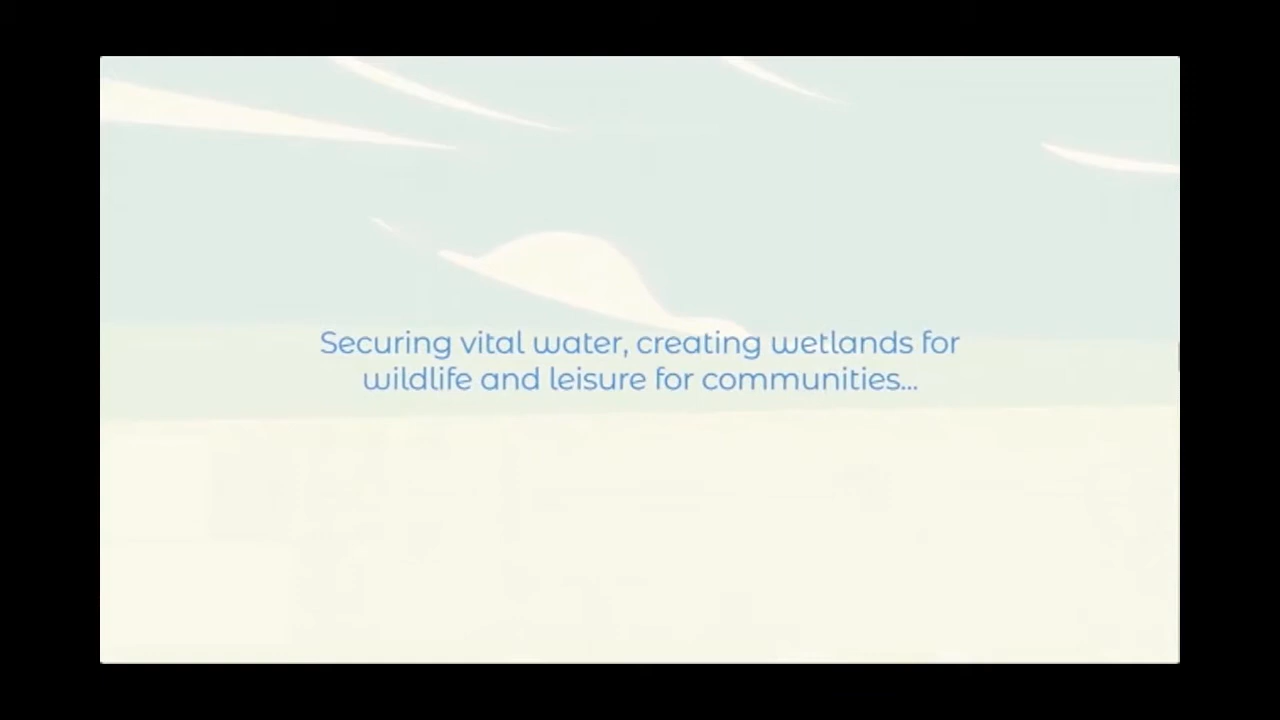 Securing vital water, creating wetlands for
wildlife and leisure for communities...